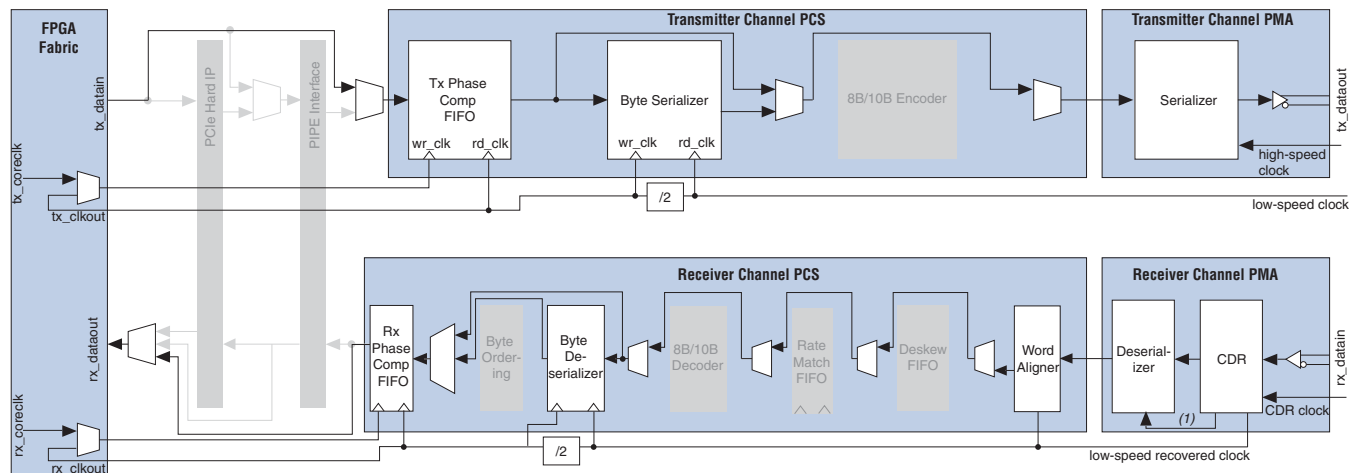 FPGA
Fabric
Transmitter Channel PCS
Transmitter Channel PMA
tx_datain
PCIe Hard IP
PIPE Interface
Tx Phase
Comp
FIFO
wr_clk
rd_clk
Byte Serializer
wr_clk
rd_clk
8B/10B Encoder
Serializer
tx_dataout
high-speed
clock
tx_coreclk
tx_clkout
/2
low-speed clock
Receiver Channel PCS
Receiver Channel PMA
rx_dataout
Rx
Phase
Comp
FIFO
Byte
Order-
ing
Byte
De-
serializer
8B/10B
Decoder
Rate
Match
FIFO
Deskew
FIFO
Word
Aligner
Deserial-
izer
CDR
rx_datain
CDR clock
(1)
rx_coreclk
rx_clkout
/2
low-speed recovered clock